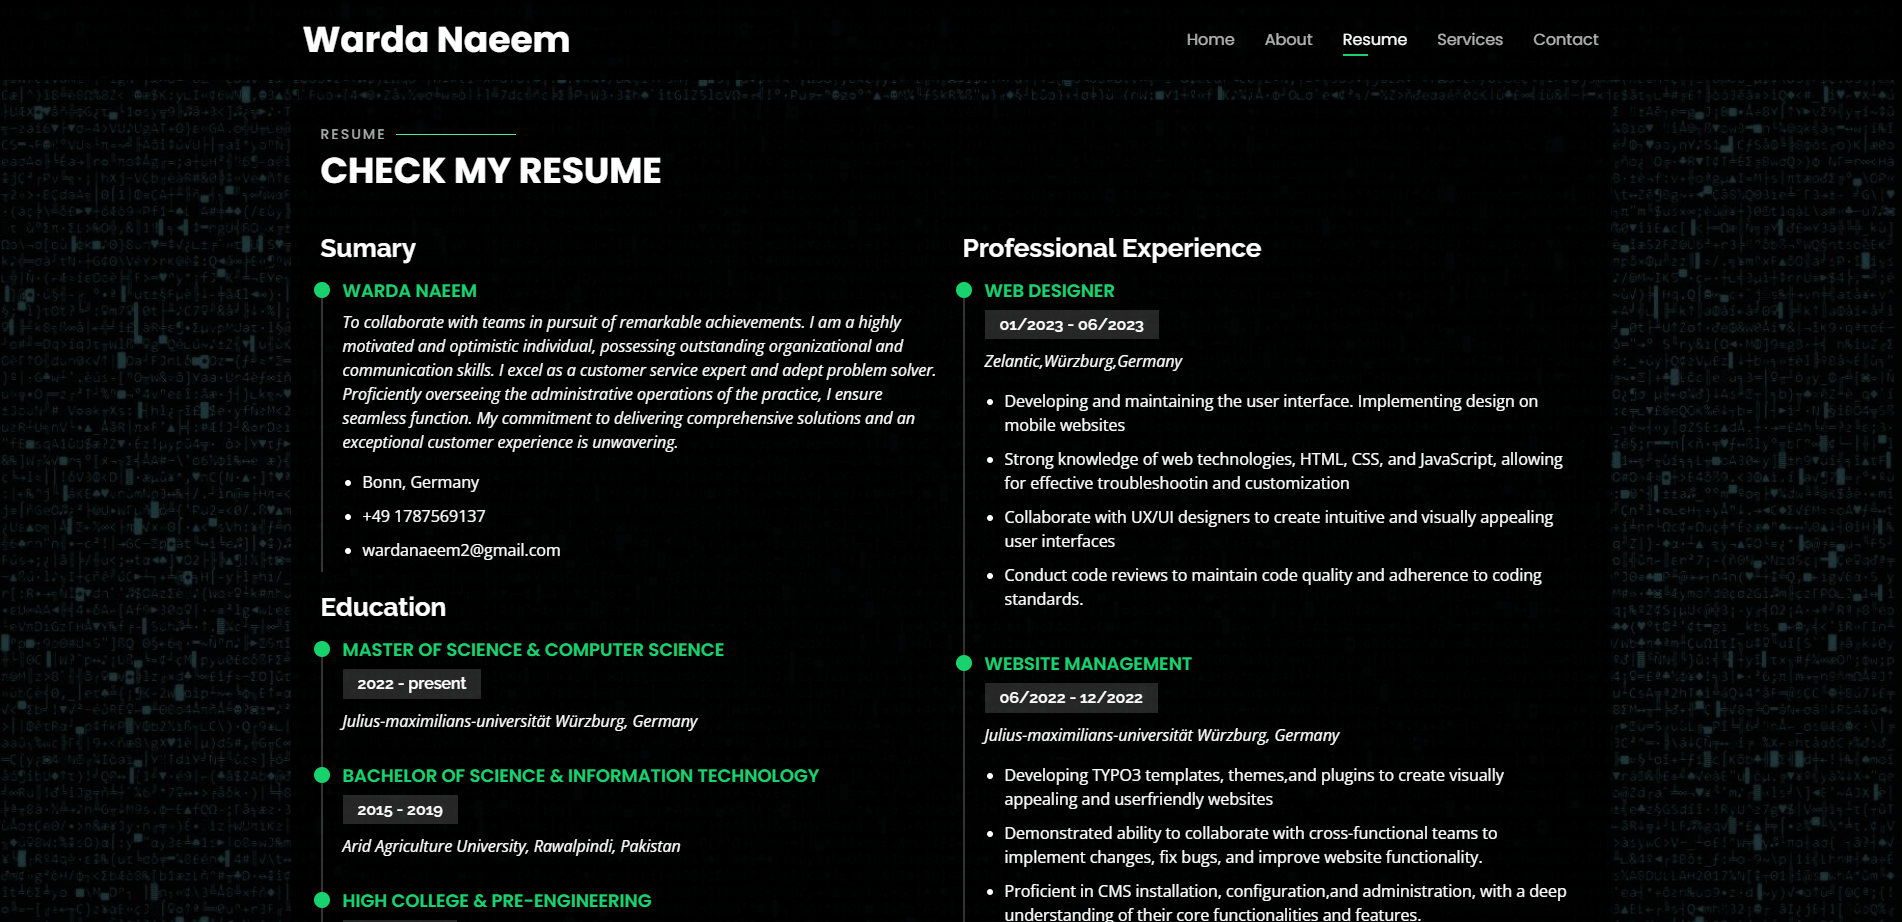 Warda Naeem
Home
About
Resume
Services
Contact
RESUME
CHECK MY RESUME
Sumary
WARDA NAEEM
To collaborate with teams in pursuit of remarkable achievements. I am a highly
motivated and optimistic individual, possessing outstanding organizational and
communication skills. I excel as a customer service expert and adept problem solver.
Proficiently overseeing the administrative operations of the practice, I ensure
seamless function. My commitment to delivering comprehensive solutions and an
exceptional customer experience is unwavering.
Bonn, Germany
+49 1787569137
wardanaeem2@gmail.com
Education
MASTER OF SCIENCE & COMPUTER SCIENCE
2022 - present
Julius-maximilians-universität Würzburg, Germany
BACHELOR OF SCIENCE & INFORMATION TECHNOLOGY
2015 - 2019
Arid Agriculture University, Rawalpindi, Pakistan
HIGH COLLEGE & PRE-ENGINEERING
Professional Experience
WEB DESIGNER
01/2023 - 06/2023
Zelantic,Würzburg,Germany
Developing and maintaining the user interface. Implementing design on
mobile websites
Strong knowledge of web technologies, HTML, CSS, and JavaScript, allowing
for effective troubleshootin and customization
Collaborate with UX/UI designers to create intuitive and visually appealing
user interfaces
Conduct code reviews to maintain code quality and adherence to coding
standards.
WEBSITE MANAGEMENT
06/2022 - 12/2022
Julius-maximilians-universität Würzburg, Germany
Developing TYPO3 templates, themes,and plugins to create visually
appealing and userfriendly websites
Demonstrated ability to collaborate with cross-functional teams to
implement changes, fix bugs, and improve website functionality.
Proficient in CMS installation, configuration,and administration, with a deep
understanding of their core functionalities and features.